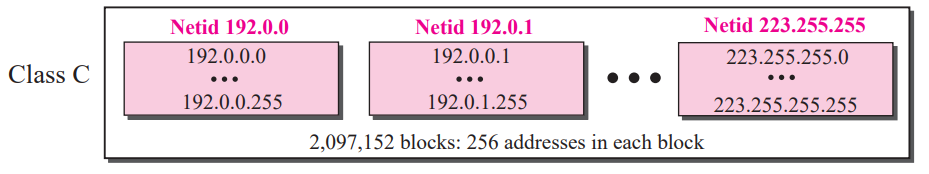 Netid 192.0.0 Netid 192.0.1 Netid 223.255.255
Class C
192.0.0.0 192.0.0.1 223.255.255.0
••• ••• ••• •••
192.0.0.255 192.0.1.255 223.255.255.255
2,097,152 blocks: 256 addresses in each block